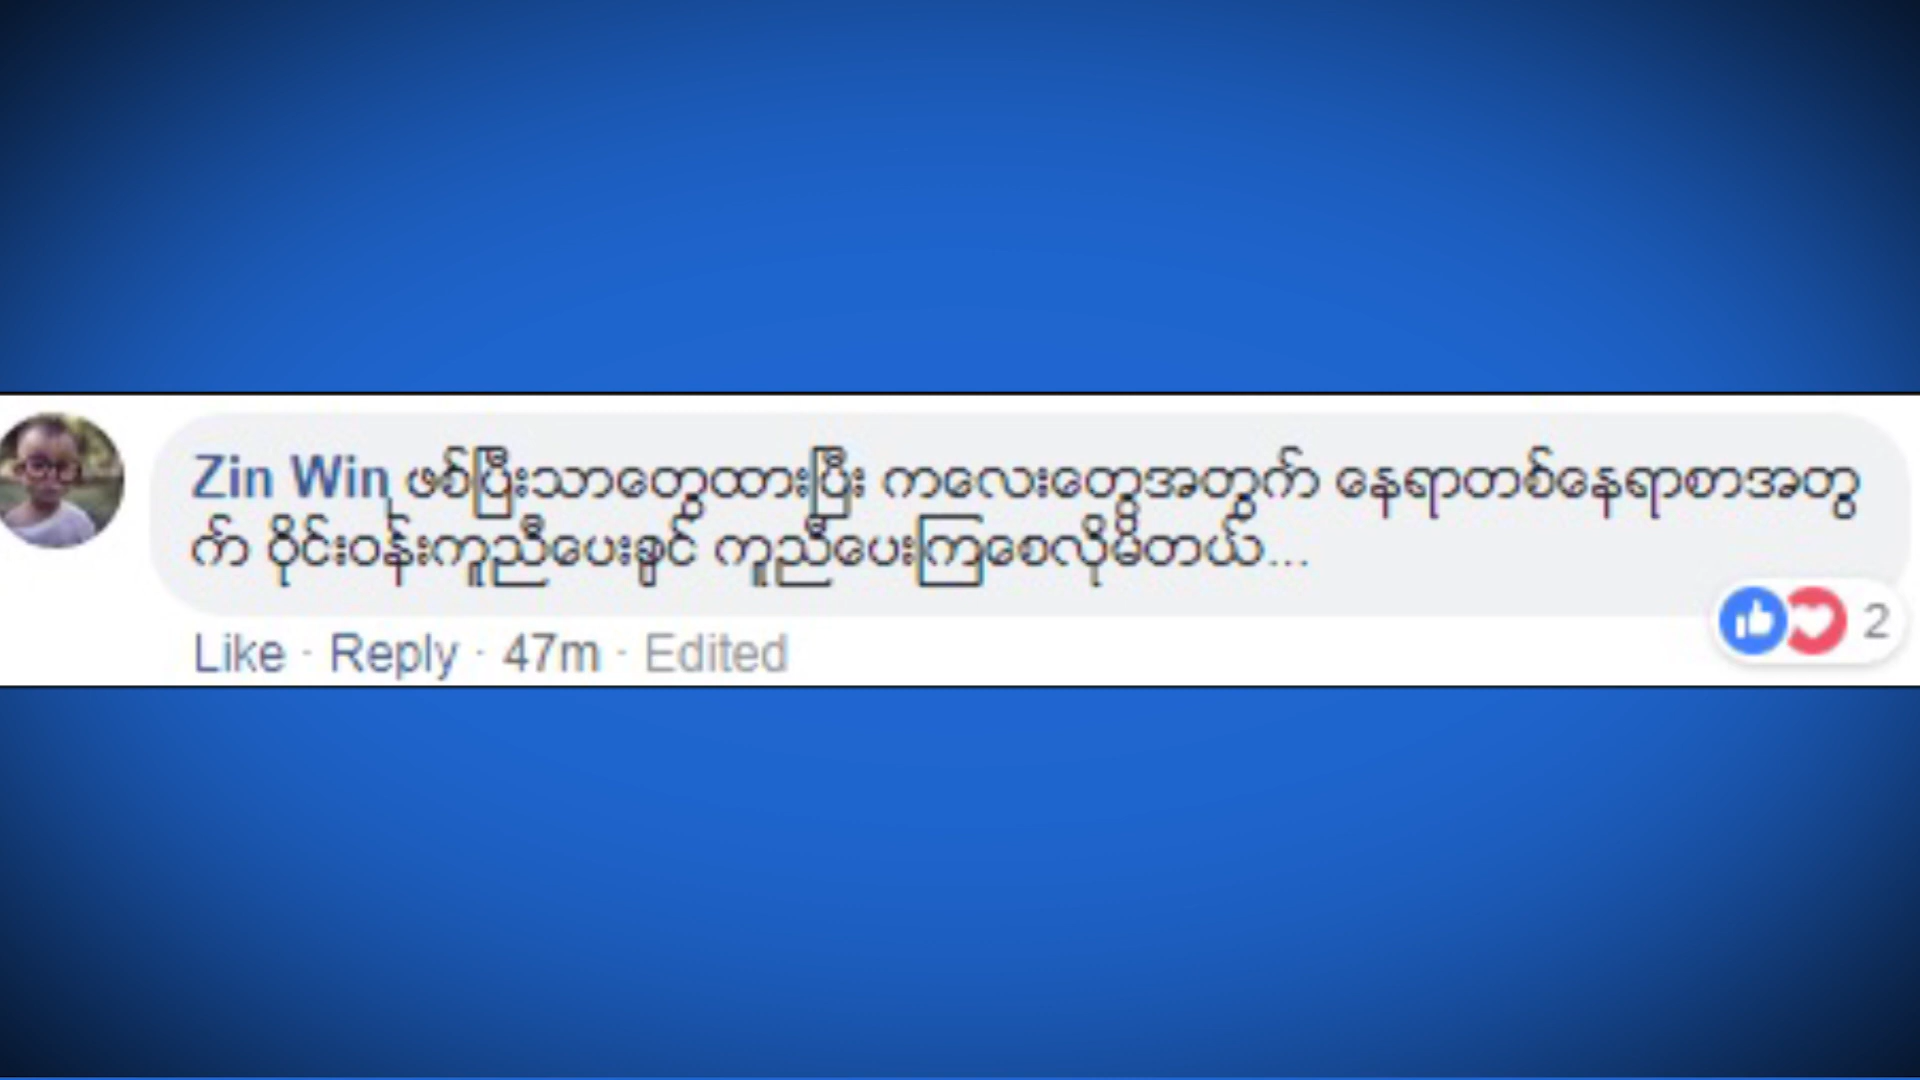 Zin Win ဖစ်ပြီးသာတွေထားပြီး ကလေးတွေအတွက် နေရာတစ်နေရာစာအတွ
က် ဝိုင်းဝန်းကူညီပေးချင် ကူညီပေးကြစေလိုမိတယ်...
Like · Reply · 47m · Edited
2